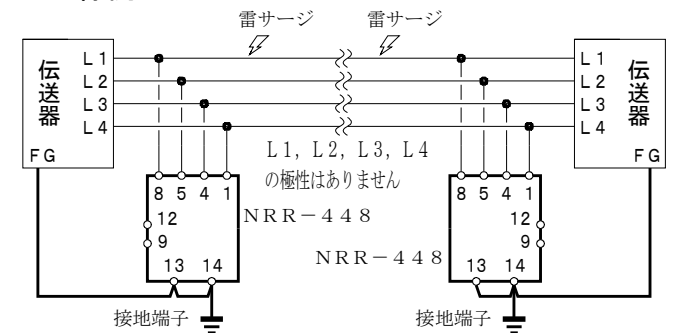 雷サージ 雷サージ
伝送器 L1 L1 伝送器
L2 L2
L3 L3
L4 L4
FG FG
L1, L2, L3, L4
の極性はありません
8 5 4 1 8 5 4 1
12 NRR-448 12
9 9
13 14 NRR-448 13 14
接地端子 接地端子